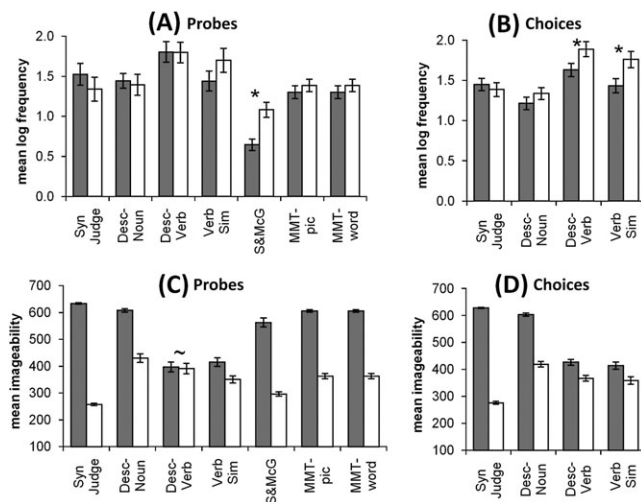 (A) Probes
mean log frequency
2.0
1.5
1.0
0.5
0.0
*
Syn Judge
Desc-Noun
Desc-Verb
Verb Sim
S&McG
MMT-pic
MMT-word
(B) Choices
mean log frequency
2.0
1.5
1.0
0.5
0.0
*
*
Syn Judge
Desc-Noun
Desc-Verb
Verb Sim
(C) Probes
mean imageability
700
600
500
400
300
200
100
~
Syn Judge
Desc-Noun
Desc-Verb
Verb Sim
S&McG
MMT-pic
MMT-word
(D) Choices
mean imageability
700
600
500
400
300
200
100
Syn Judge
Desc-Noun
Desc-Verb
Verb Sim